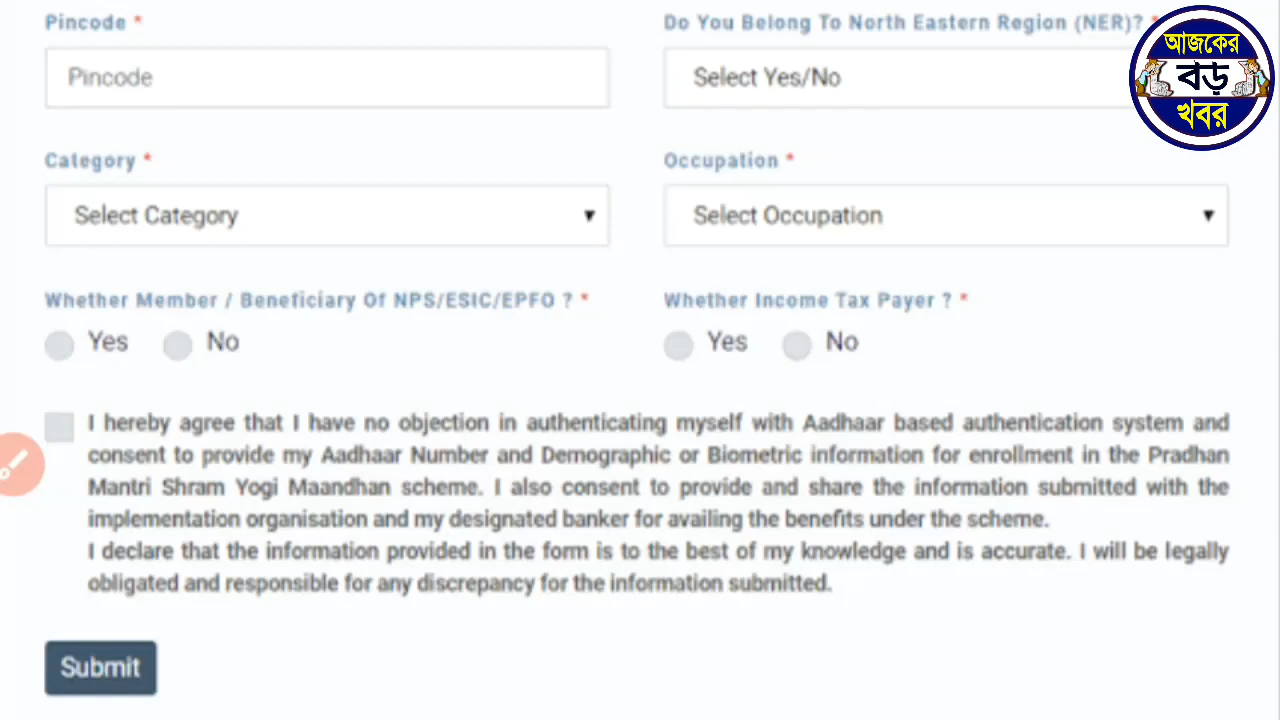 Pincode *
Do You Belong To North Eastern Region (NER)? *
Pincode
Select Yes/No
আজকের
বড়
খবর
Category *
Occupation *
Select Category
Select Occupation
Whether Member / Beneficiary Of NPS/ESIC/EPFO ? *
Whether Income Tax Payer ? *
Yes No
Yes No
I hereby agree that I have no objection in authenticating myself with Aadhaar based authentication system and
consent to provide my Aadhaar Number and Demographic or Biometric information for enrollment in the Pradhan
Mantri Shram Yogi Maandhan scheme. I also consent to provide and share the information submitted with the
implementation organisation and my designated banker for availing the benefits under the scheme.
I declare that the information provided in the form is to the best of my knowledge and is accurate. I will be legally
obligated and responsible for any discrepancy for the information submitted.
Submit